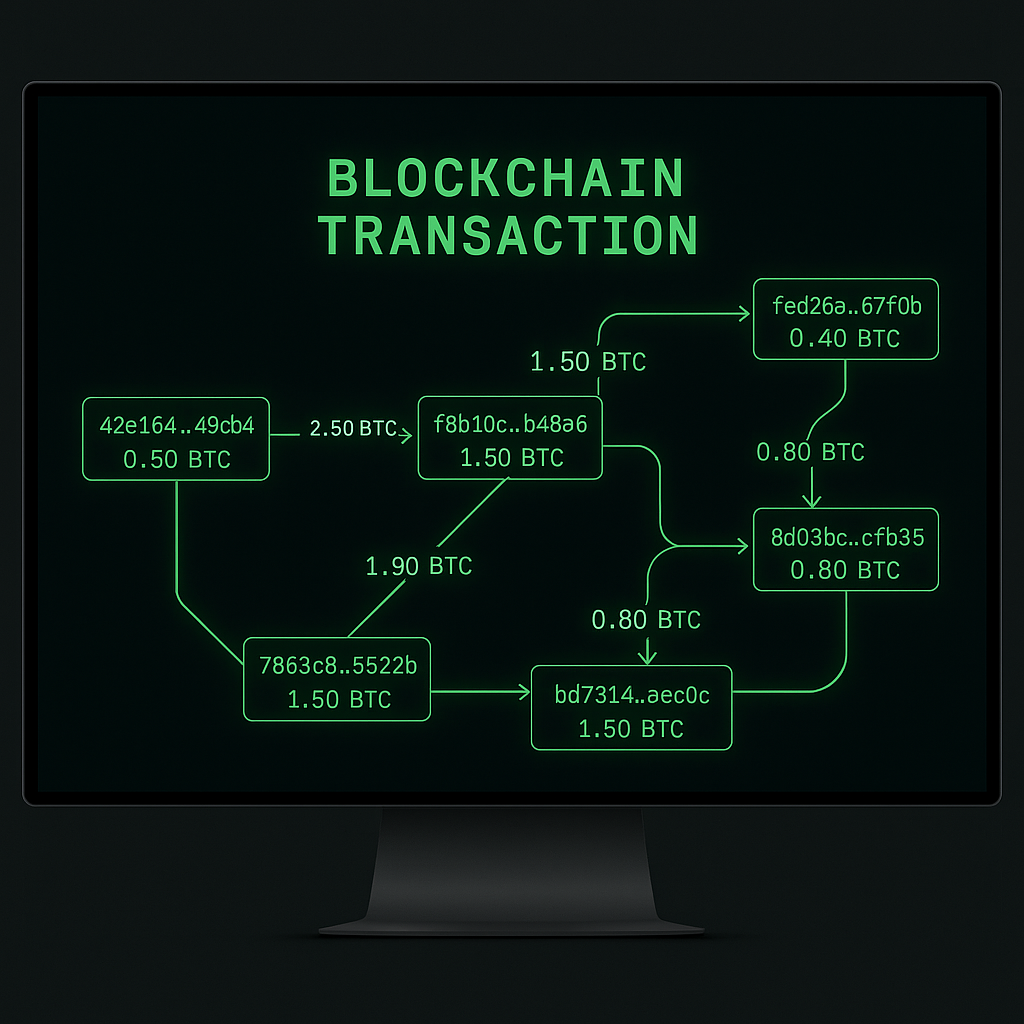 BLOCKCHAIN
TRANSACTION
fed26a..67f0b
0.40 BTC
1.50 BTC
42e164..49cb4
0.50 BTC
2.50 BTC
f8b10c..b48a6
1.50 BTC
0.80 BTC
8d03bc..cfb35
0.80 BTC
1.90 BTC
0.80 BTC
7863c8..5522b
1.50 BTC
bd7314..aec0c
1.50 BTC